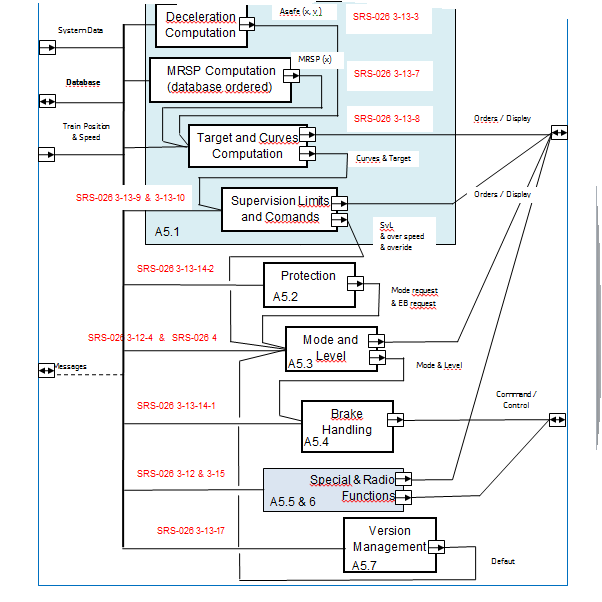 Deceleration
Computation
Asafe (x, v)
SRS-026 3-13-3
System Data
MRSP (x)
MRSP Computation
(database ordered)
SRS-026 3-13-7
Database
Train Position
& Speed
SRS-026 3-13-8
Orders / Display
Target and Curves
Computation
Curves & Target
SRS-026 3-13-9 & 3-13-10
Supervision Limits
and Comands
Orders / Display
A5.1
SvL
& over speed
& overide
SRS-026 3-13-14-2
Protection
A5.2
Mode request
& EB request
SRS-026 3-12-4 & SRS-026 4
Mode and
Level
A5.3
Messages
Mode & Level
SRS-026 3-13-14-1
Command /
Control
Brake
Handling
A5.4
SRS-026 3-12 & 3-15
Special & Radio
Functions
A5.5 & 6
SRS-026 3-13-17
Version
Management
A5.7
Defaut